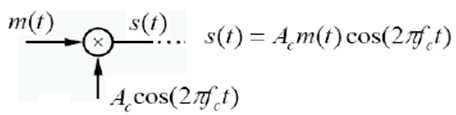 m(t) × s(t) s(t) = A_c m(t) cos(2πf_c t)
A_c cos(2πf_c t)